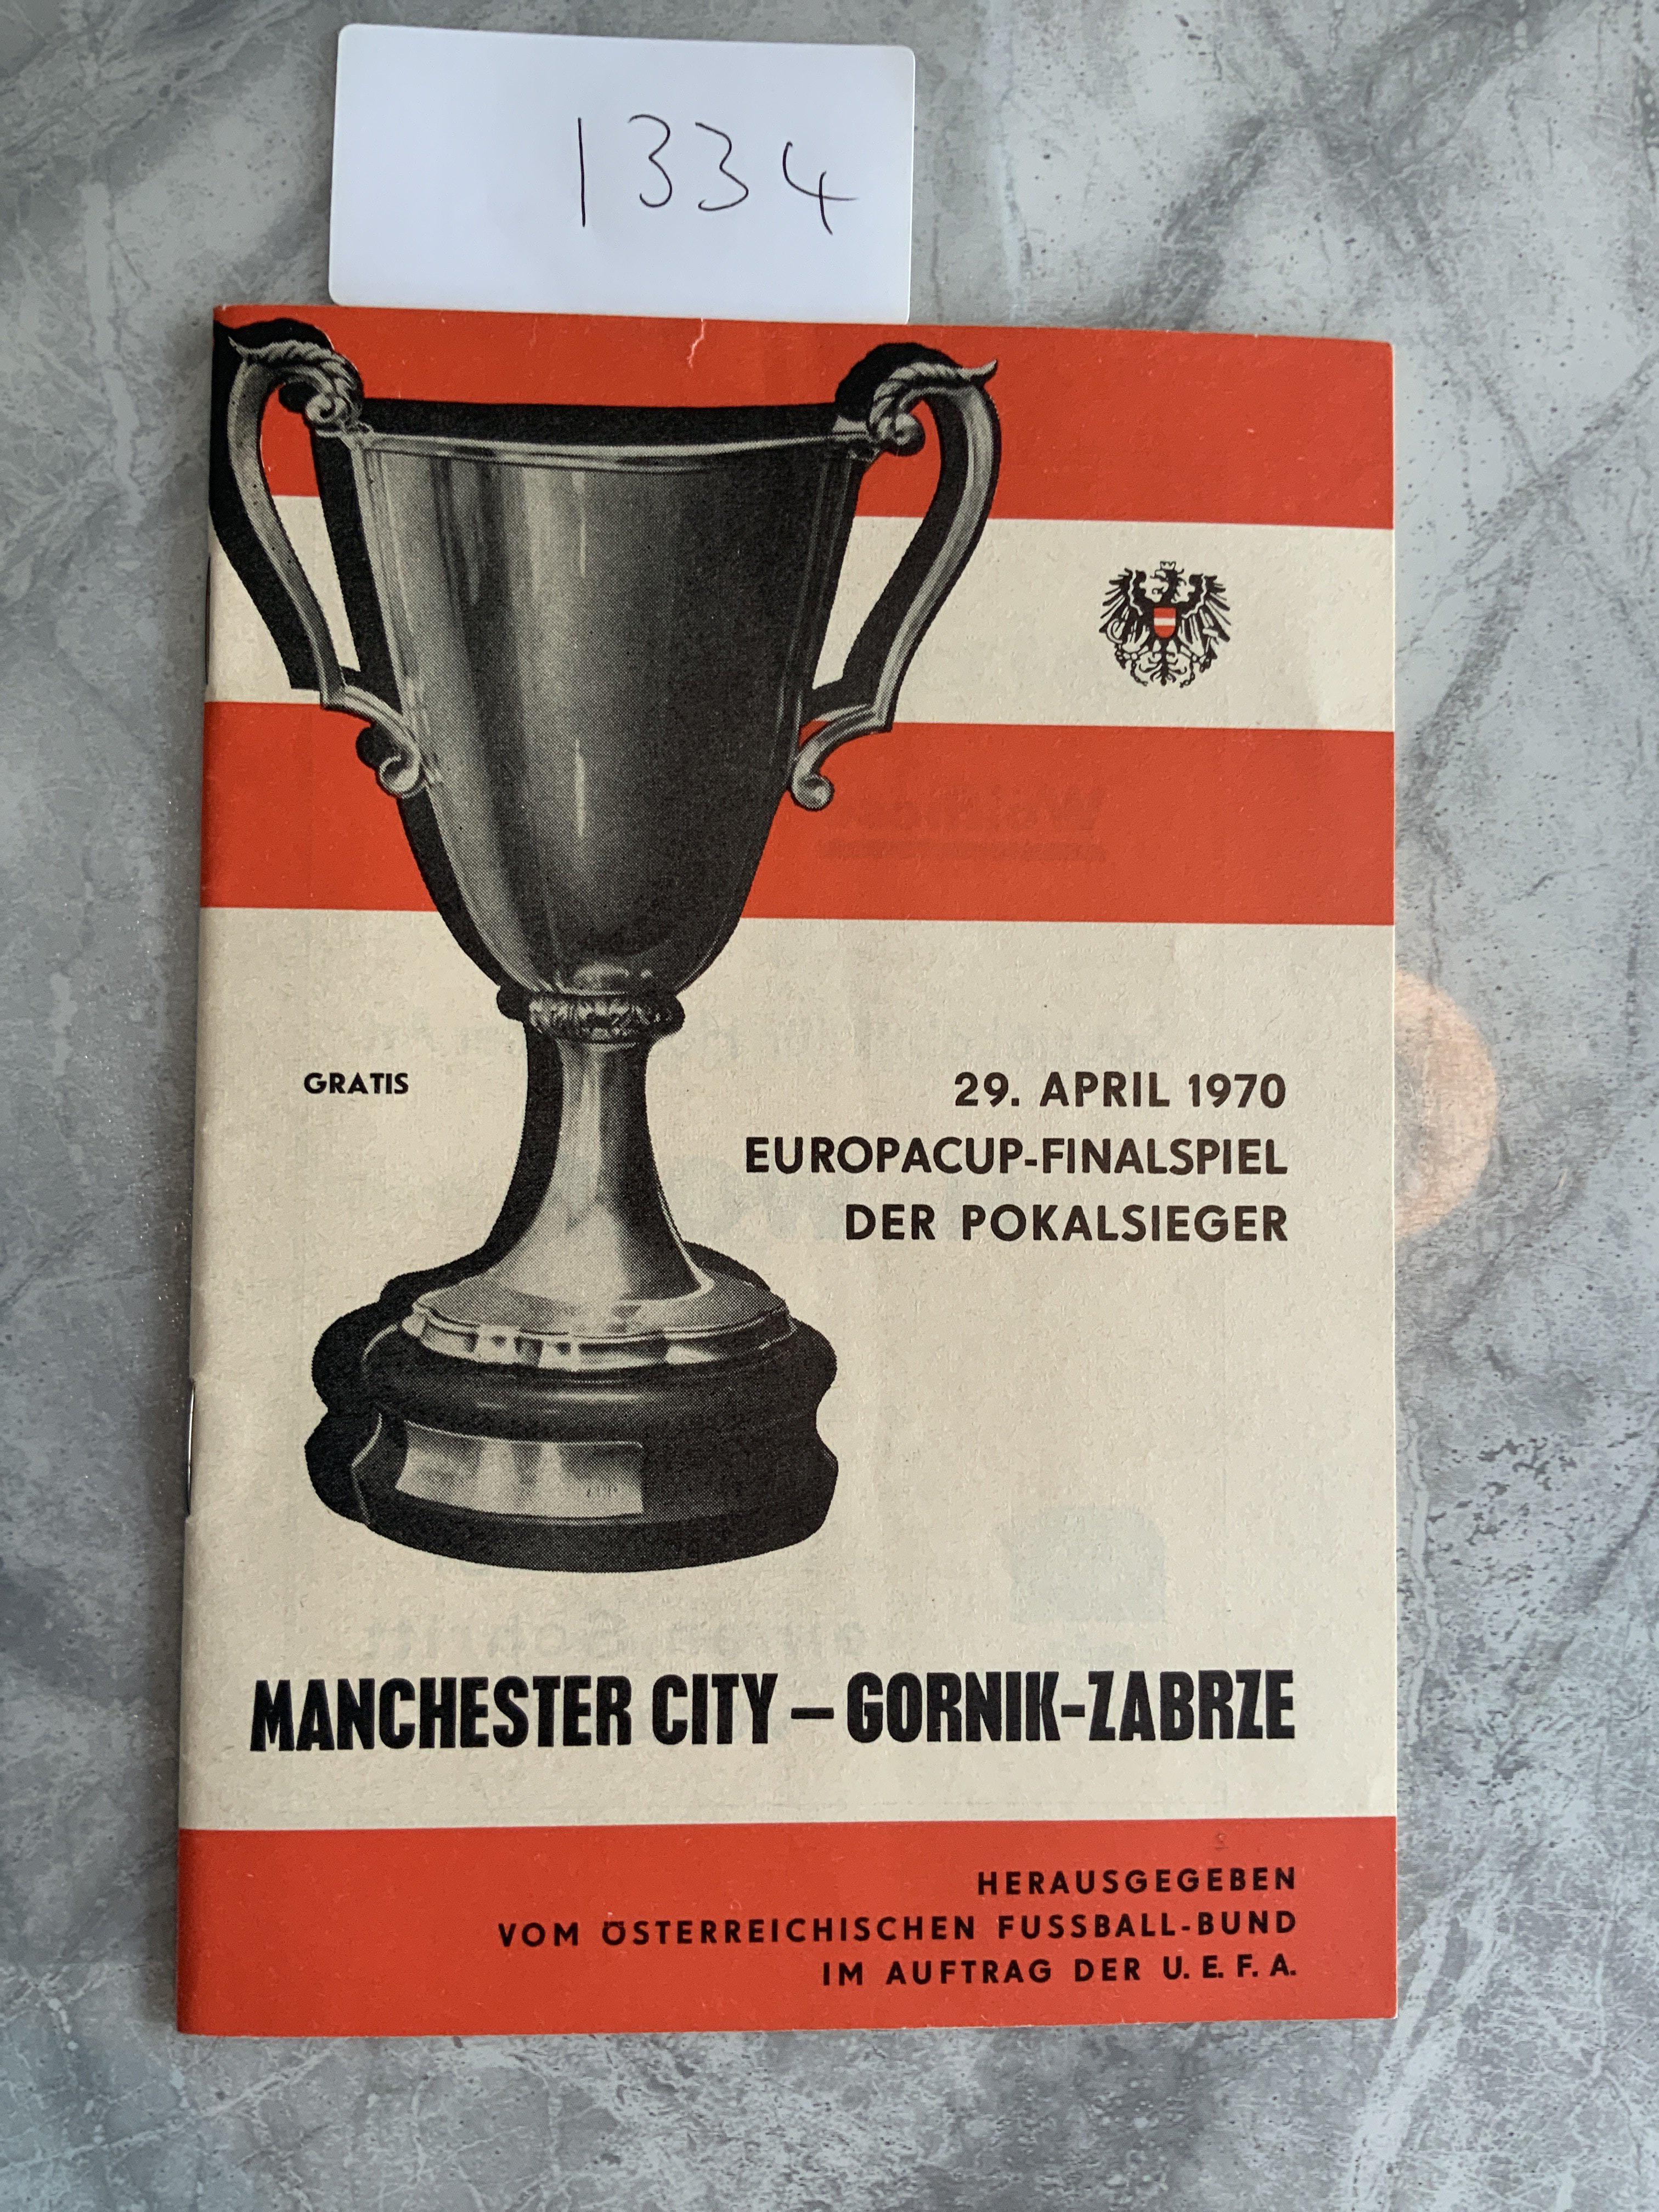 1334
GRATIS
29. APRIL 1970
EUROPACUP-FINALSPIEL
DER POKALSIEGER
MANCHESTER CITY – GORNIK-ZABRZE
HERAUSGEGEBEN
VOM ÖSTERREICHISCHEN FUSSBALL-BUND
IM AUFTRAG DER U. E. F. A.